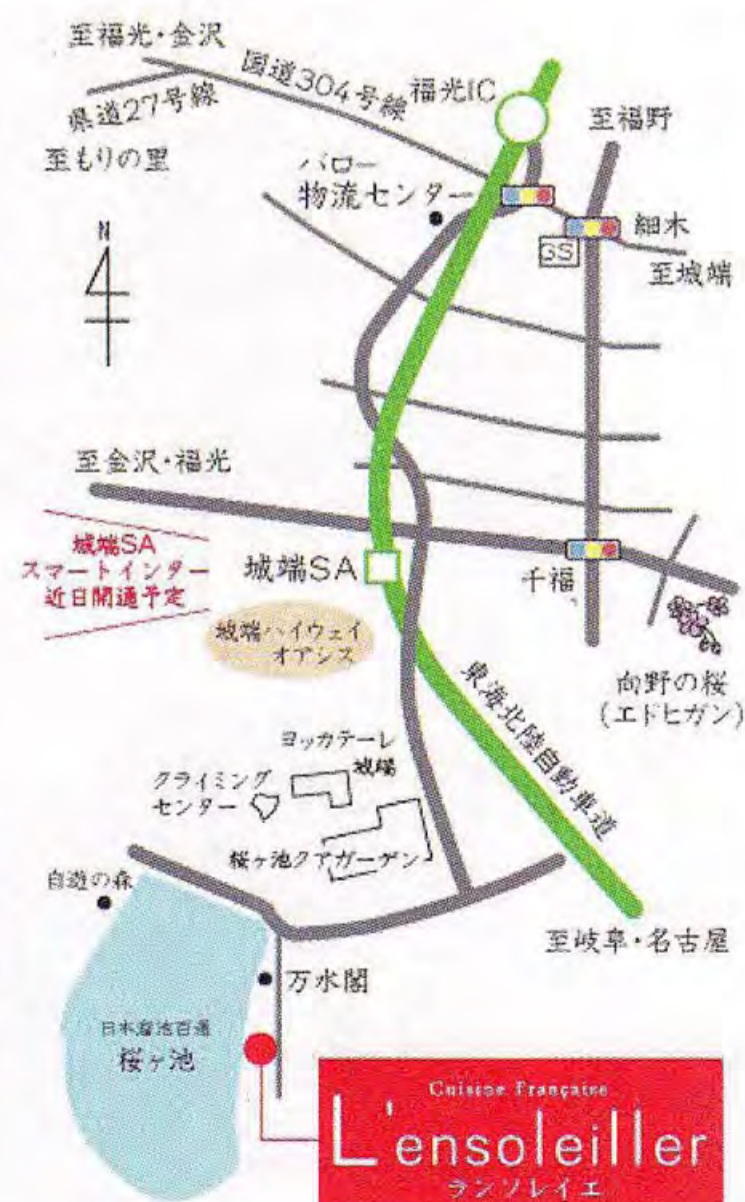 至福光・金沢
国道304号線
福光IC
県道27号線
至もりの里
至福野
バロー
物流センター
細木
GS
至城端
N
至金沢・福光
城端SA
スマートインター
近日開通予定
城端SA
千福
城端ハイウェイ
オアシス
向野の桜
(エドヒガン)
東海北陸自動車道
ヨッカテーレ
城端
クライミング
センター
桜ヶ池クアガーデン
自遊の森
至岐阜・名古屋
万水閣
日本溜池百選
桜ヶ池
Cuisine Française
L'ensoleiller
ランソレイエ